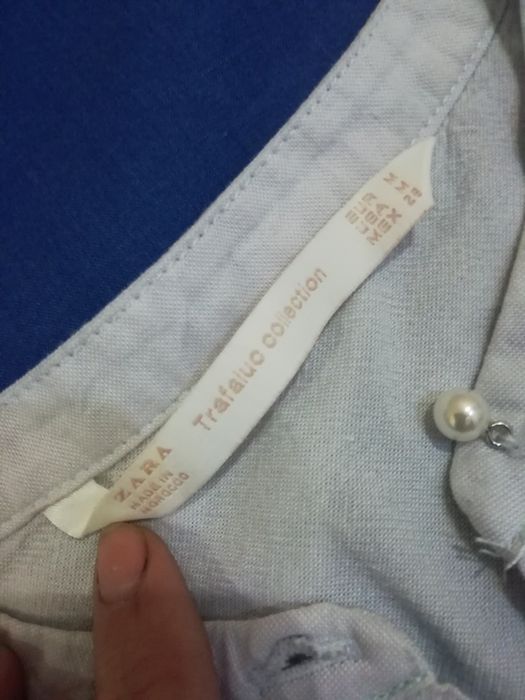 ZARA
MADE IN
MOROCCO
Trafaluc collection
EUR M
USA M
MEX 28